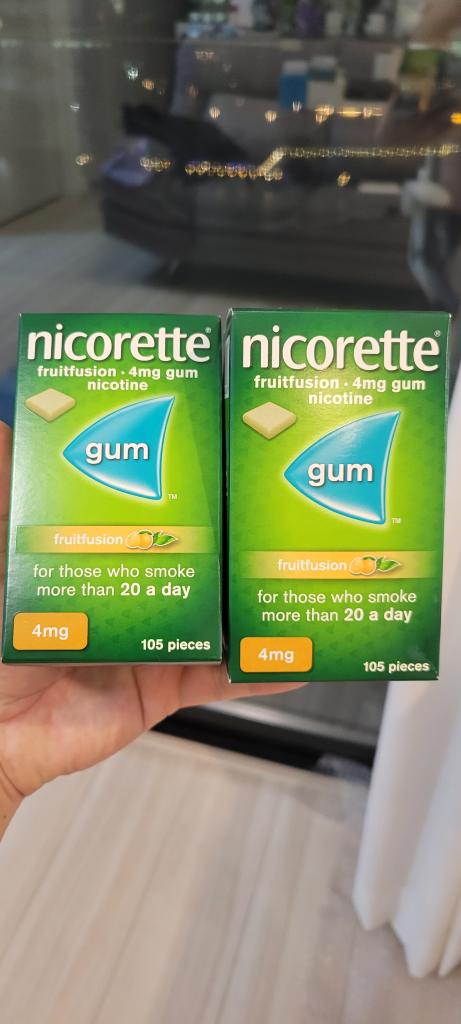 nicorette®
fruitfusion · 4mg gum
nicotine
gum
™
fruitfusion
for those who smoke
more than 20 a day
4mg
105 pieces
nicorette®
fruitfusion · 4mg gum
nicotine
gum
™
fruitfusion
for those who smoke
more than 20 a day
4mg
105 pieces